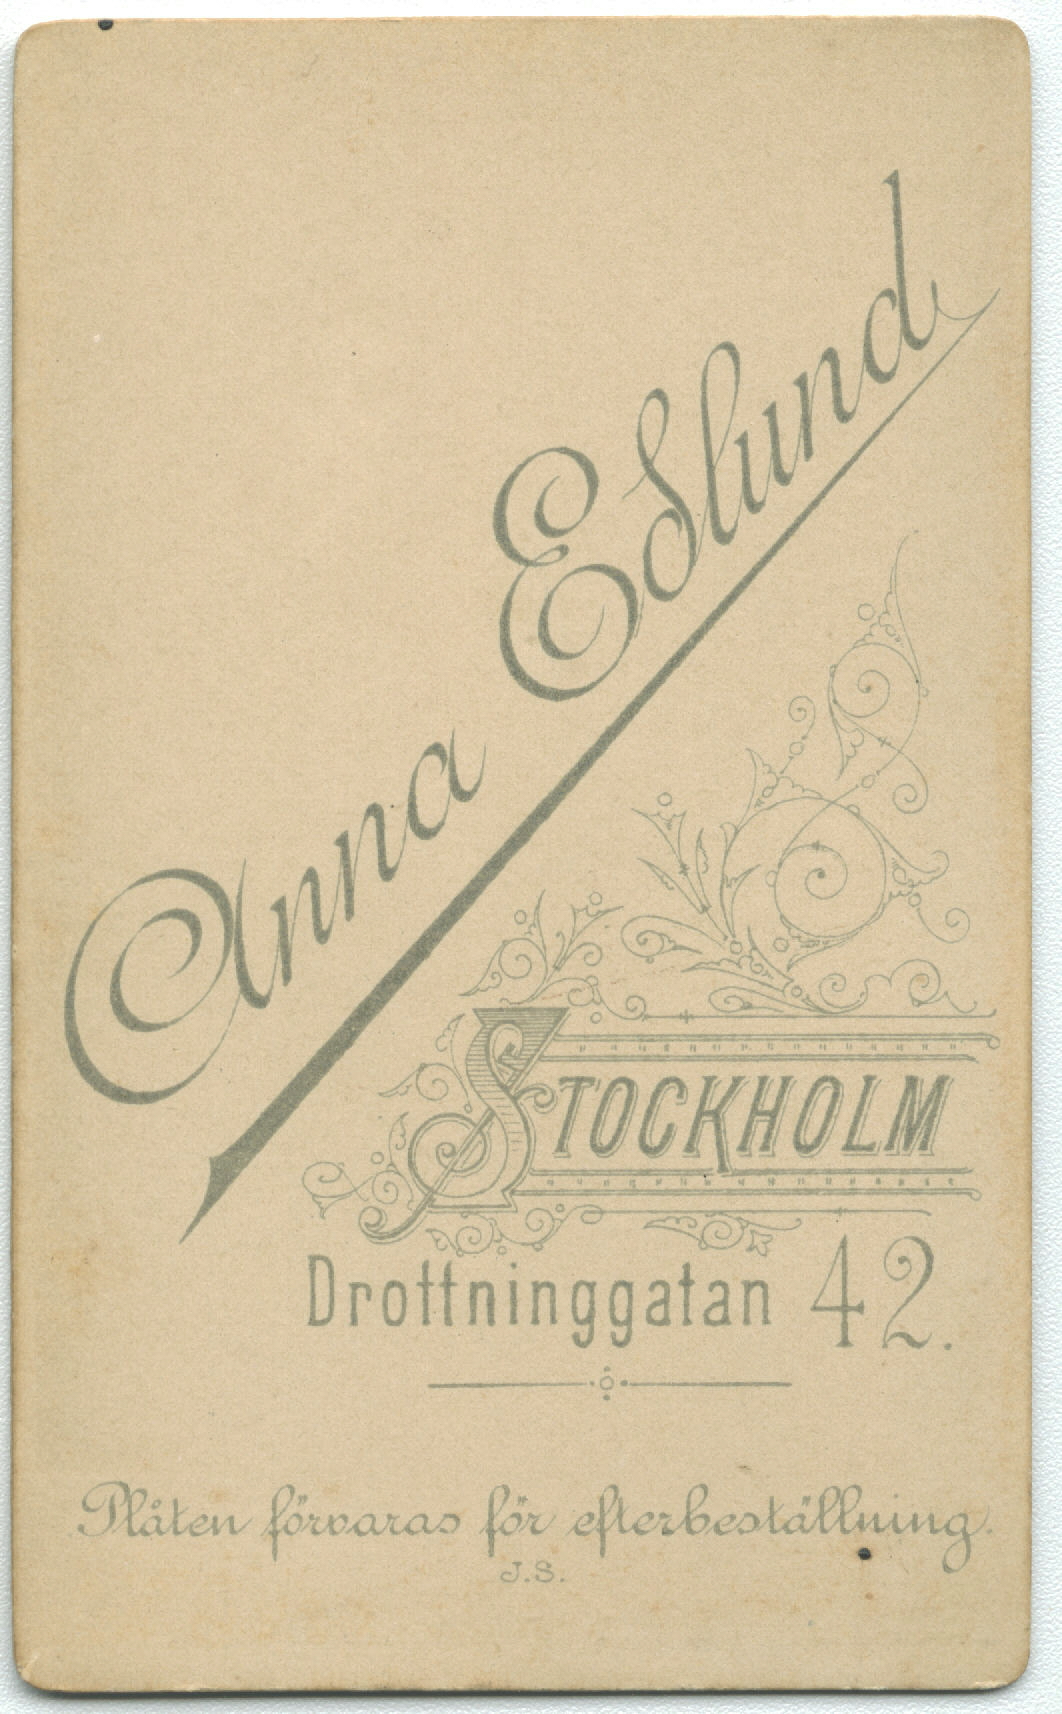 Anna Edlund
STOCKHOLM
Drottninggatan 42.
Plåten förvaras för efterbeställning.
J.S.